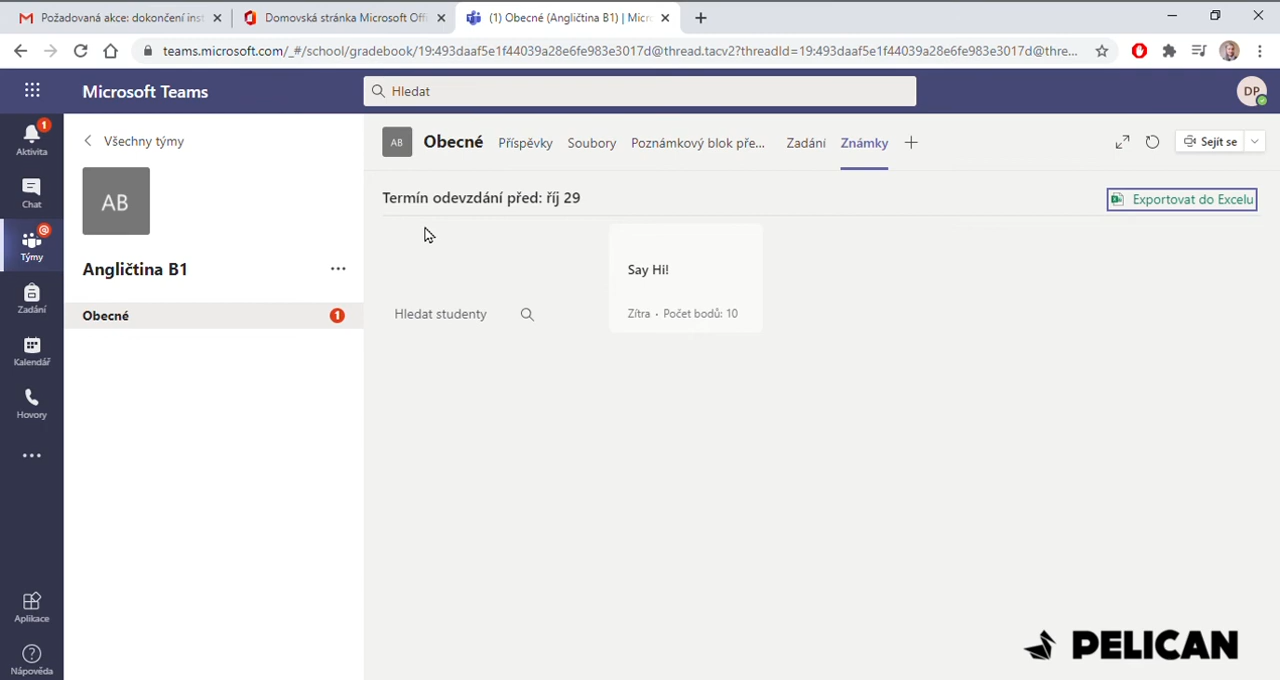 Požadovaná akce: dokončení inst
Domovská stránka Microsoft Offi
(1) Obecné (Angličtina B1) | Micro
teams.microsoft.com/_#/school/gradebook/19:493daaf5e1f44039a28e6fe983e3017d@thread.tacv2?threadId=19:493daaf5e1f44039a28e6fe983e3017d@thre...
Microsoft Teams
Hledat
DP
1
Aktivita
Chat
@
Týmy
Zadání
Kalendář
Hovory
Aplikace
Nápověda
Všechny týmy
AB
Angličtina B1
Obecné
1
AB
Obecné
Příspěvky
Soubory
Poznámkový blok pře...
Zadání
Známky
Sejít se
Termín odevzdání před: říj 29
Exportovat do Excelu
Say Hi!
Hledat studenty
Zítra • Počet bodů: 10
PELICAN